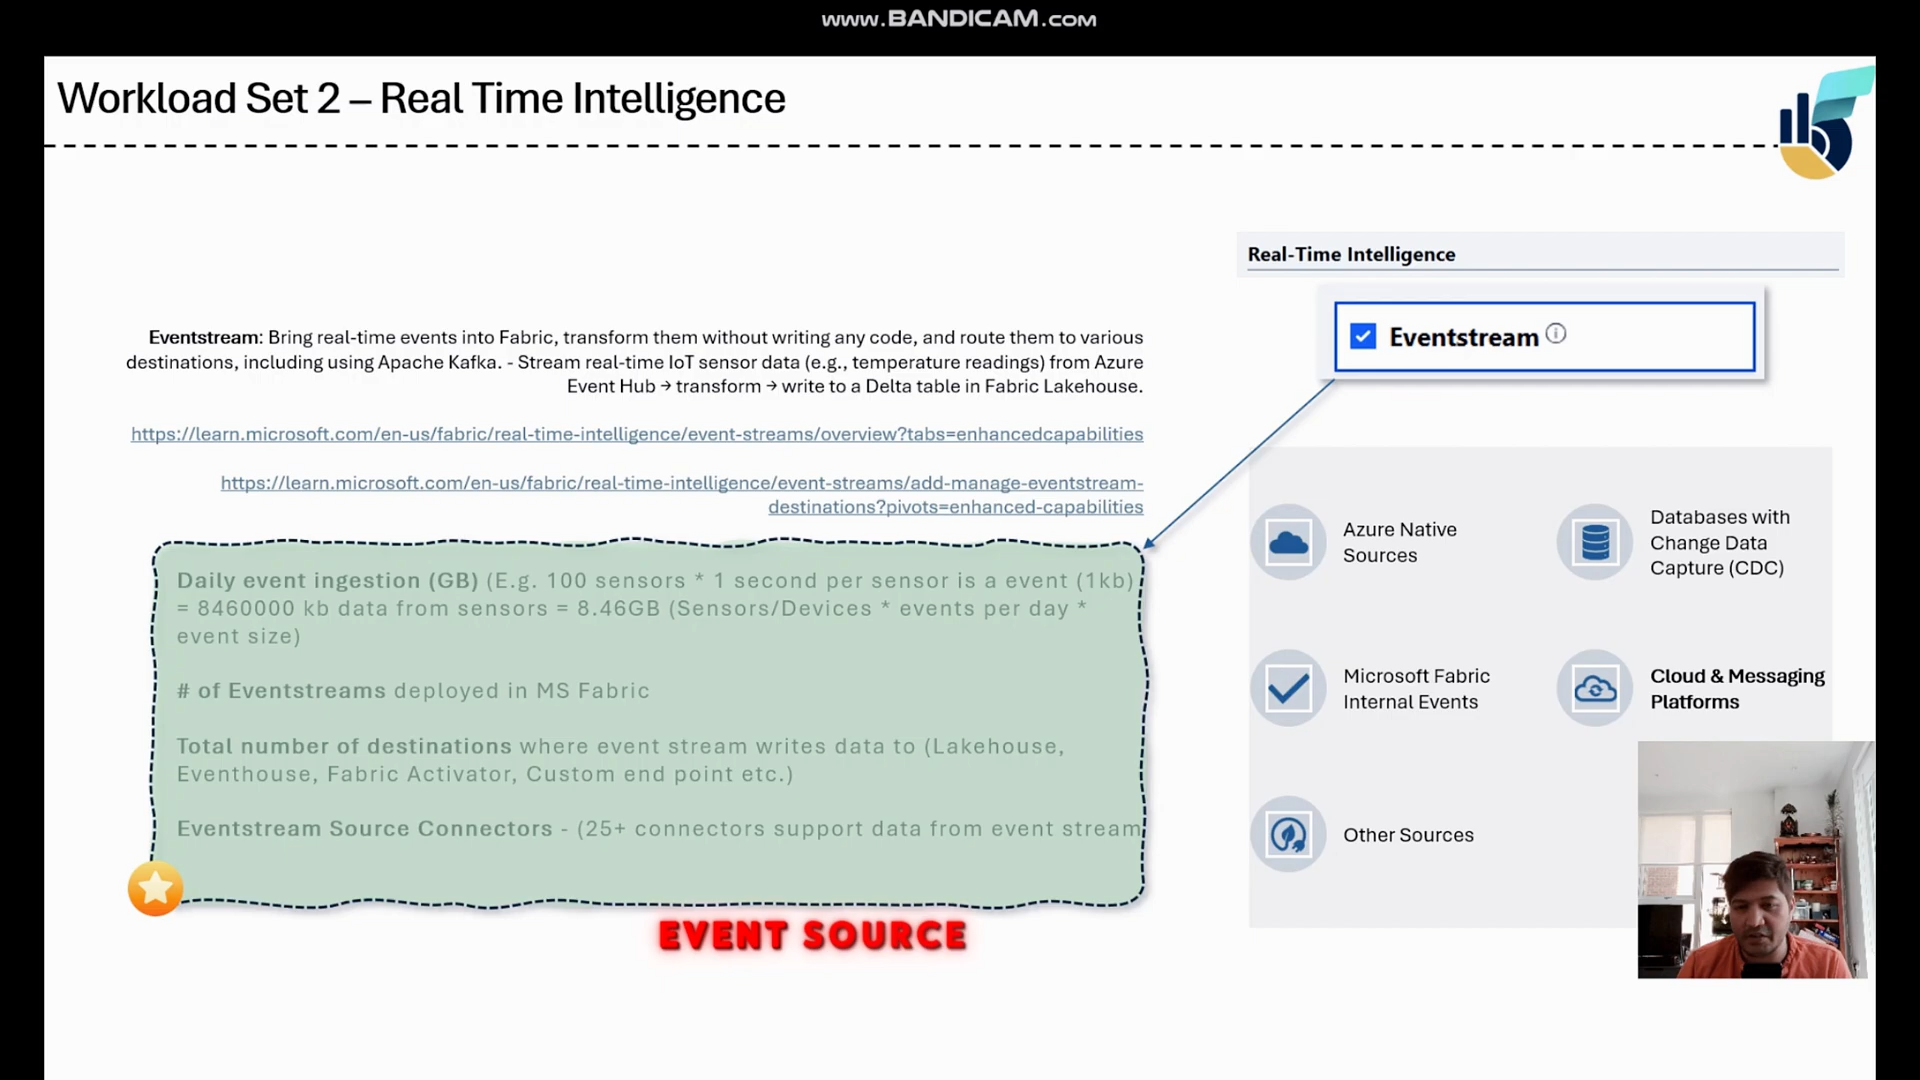 www.BANDICAM.com
Workload Set 2 – Real Time Intelligence
Real-Time Intelligence
Eventstream
Eventstream: Bring real-time events into Fabric, transform them without writing any code, and route them to various
destinations, including using Apache Kafka. - Stream real-time IoT sensor data (e.g., temperature readings) from Azure
Event Hub → transform → write to a Delta table in Fabric Lakehouse.
https://learn.microsoft.com/en-us/fabric/real-time-intelligence/event-streams/overview?tabs=enhancedcapabilities
https://learn.microsoft.com/en-us/fabric/real-time-intelligence/event-streams/add-manage-eventstream-
destinations?pivots=enhanced-capabilities
Daily event ingestion (GB) (E.g. 100 sensors * 1 second per sensor is a event (1kb)
= 8460000 kb data from sensors = 8.46GB (Sensors/Devices * events per day *
event size)
# of Eventstreams deployed in MS Fabric
Total number of destinations where event stream writes data to (Lakehouse,
Eventhouse, Fabric Activator, Custom end point etc.)
Eventstream Source Connectors - (25+ connectors support data from event stream
EVENT SOURCE
Azure Native
Sources
Databases with
Change Data
Capture (CDC)
Microsoft Fabric
Internal Events
Cloud & Messaging
Platforms
Other Sources